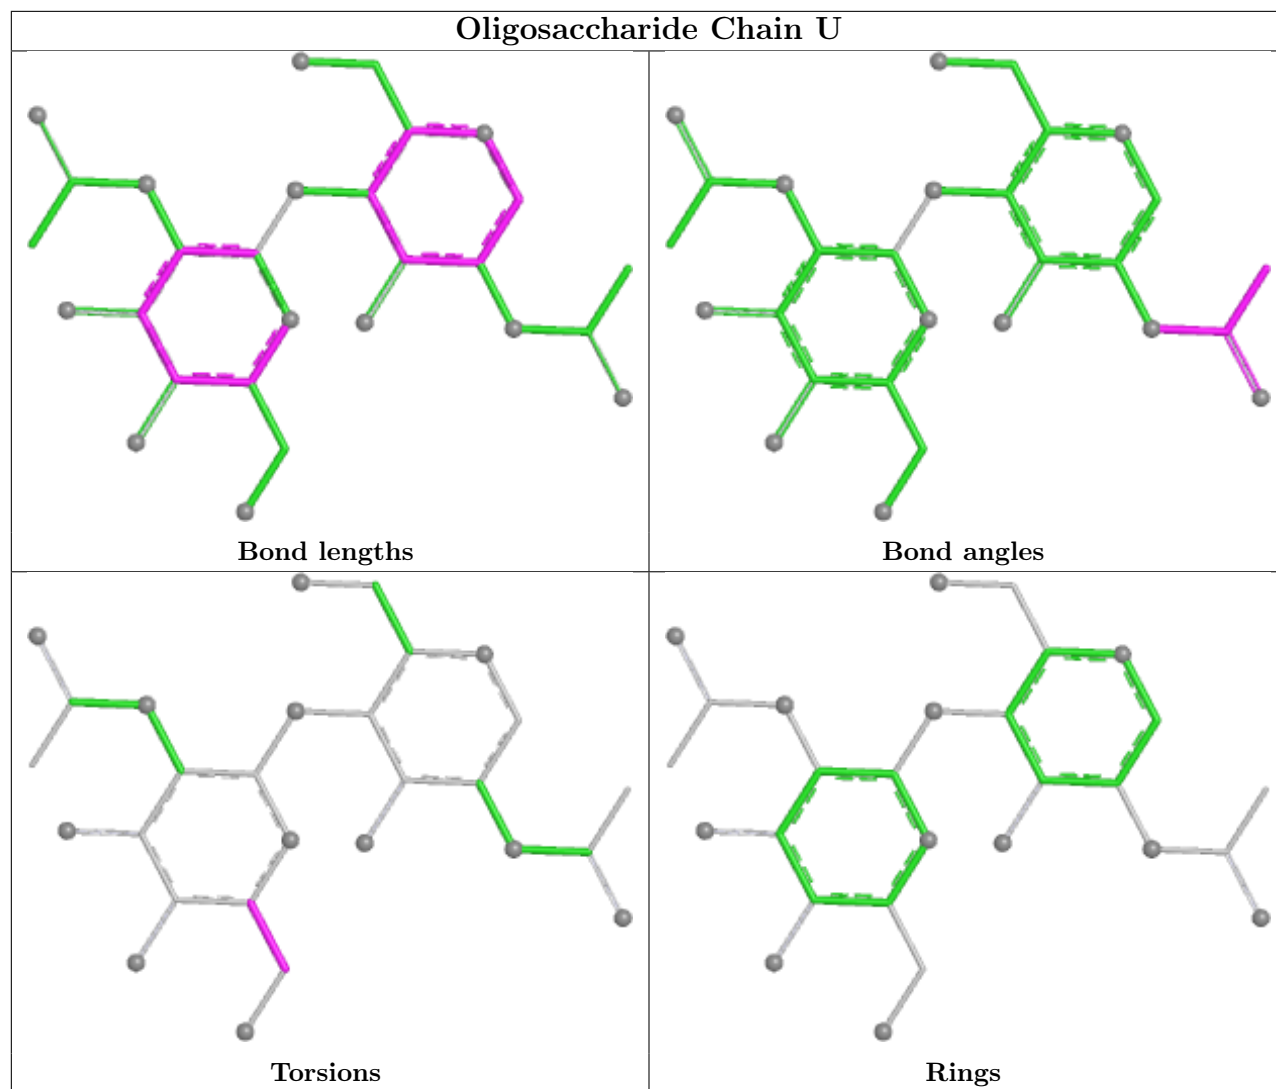 Oligosaccharide Chain U
Bond lengths
Bond angles
Torsions
Rings